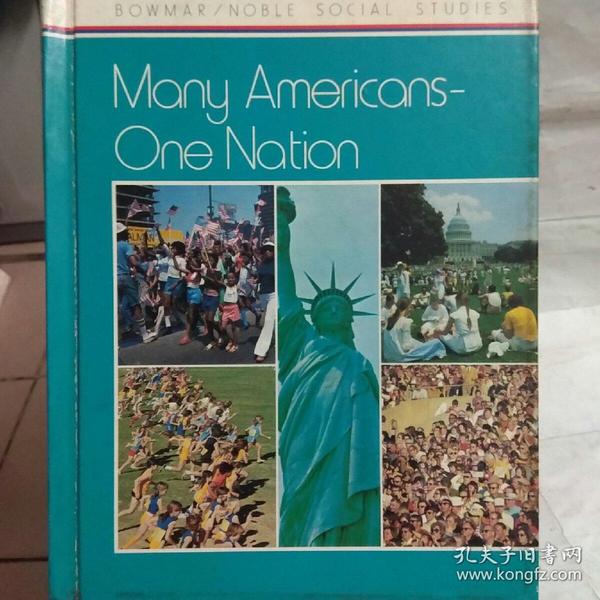 BOWMAR/NOBLE SOCIAL STUDIES
Many Americans-
One Nation
孔夫子旧书网
www.kongfz.com